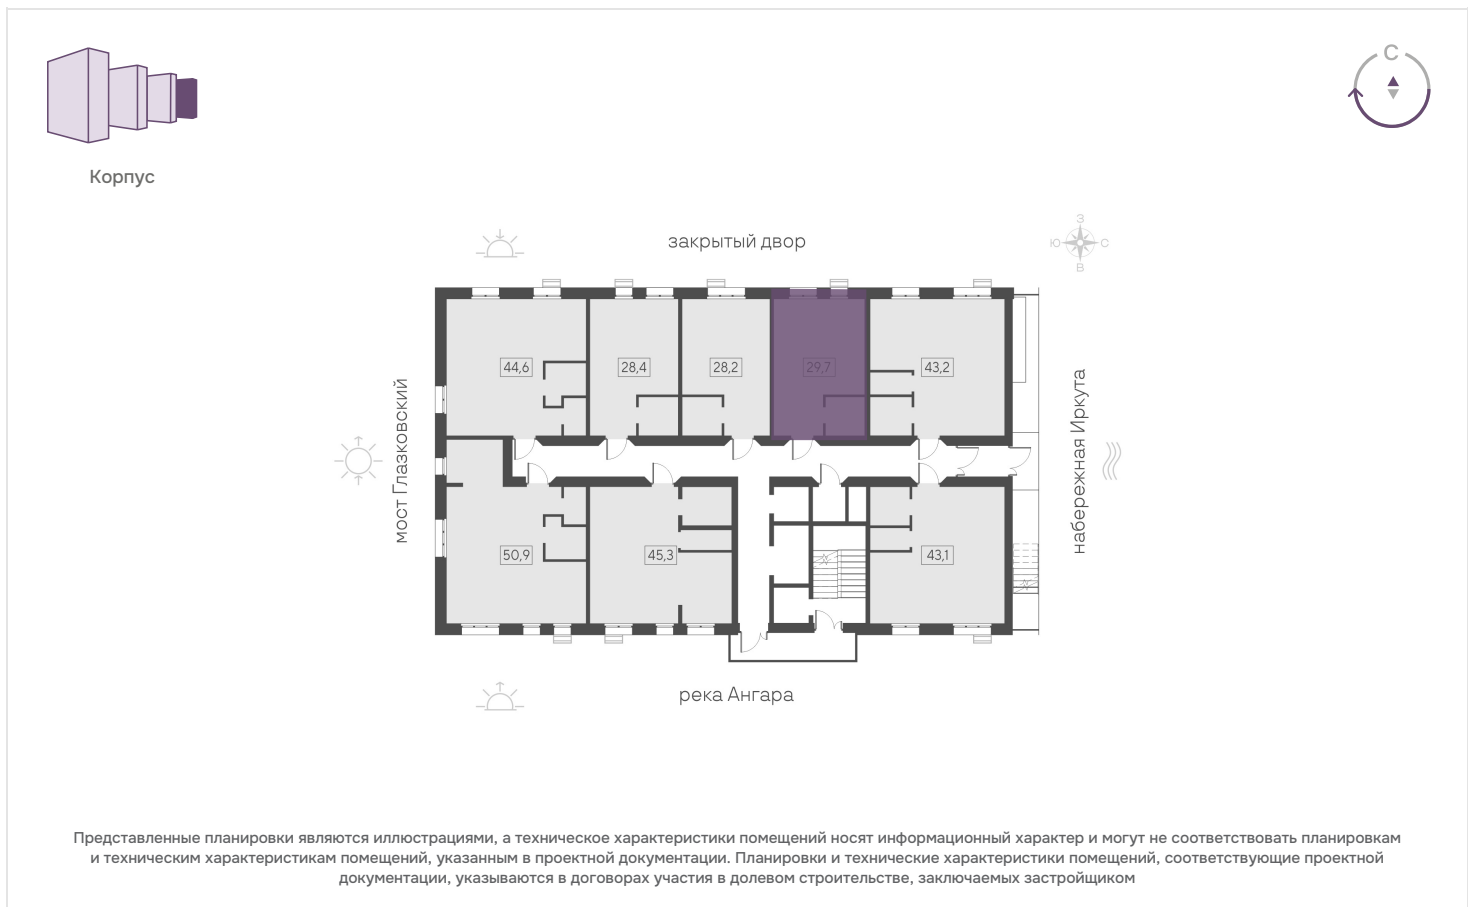 С
Корпус
З
закрытый двор
Ю
С
В
44,6
28,4
28,2
29,7
43,2
мост Глазковский
набережная Иркута
50,9
45,3
43,1
река Ангара
Представленные планировки являются иллюстрациями, а техническое характеристики помещений носят информационный характер и могут не соответствовать планировкам
и техническим характеристикам помещений, указанным в проектной документации. Планировки и технические характеристики помещений, соответствующие проектной
документации, указываются в договорах участия в долевом строительстве, заключаемых застройщиком